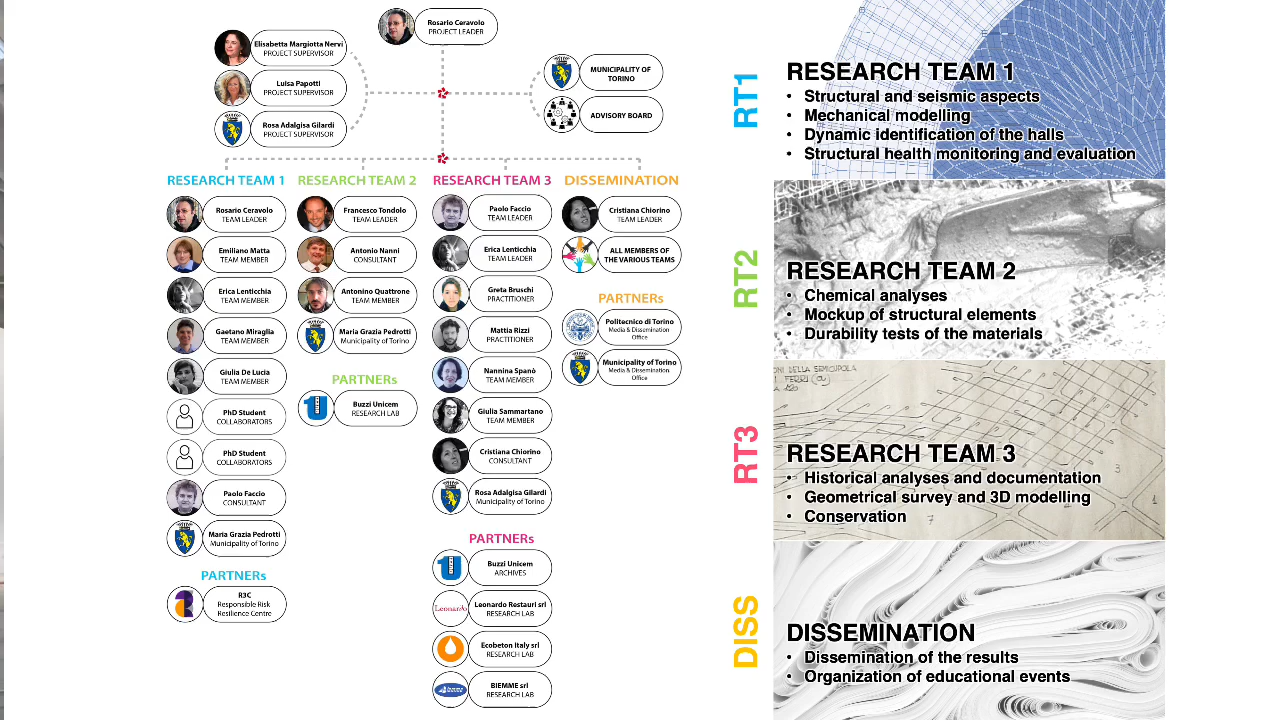 Rosario Ceravolo
PROJECT LEADER
Elisabetta Margiotta Nervi
PROJECT SUPERVISOR
Luisa Papotti
PROJECT SUPERVISOR
Rosa Adalgisa Gilardi
PROJECT SUPERVISOR
MUNICIPALITY OF
TORINO
ADVISORY BOARD
RESEARCH TEAM 1
Rosario Ceravolo
TEAM LEADER
Emiliano Matta
TEAM MEMBER
Erica Lenticchia
TEAM MEMBER
Gaetano Miraglia
TEAM MEMBER
Giulia De Lucia
TEAM MEMBER
PhD Student
COLLABORATORS
PhD Student
COLLABORATORS
Paolo Faccio
CONSULTANT
Maria Grazia Pedrotti
Municipality of Torino
PARTNERs
R3C
Responsible Risk
Resilience Centre
RESEARCH TEAM 2
Francesco Tondolo
TEAM LEADER
Antonio Nanni
CONSULTANT
Antonino Quattrone
TEAM MEMBER
Maria Grazia Pedrotti
Municipality of Torino
PARTNERs
Buzzi Unicem
RESEARCH LAB
RESEARCH TEAM 3
Paolo Faccio
TEAM LEADER
Erica Lenticchia
TEAM LEADER
Greta Bruschi
PRACTITIONER
Mattia Rizzi
PRACTITIONER
Nannina Spanò
TEAM MEMBER
Giulia Sammartano
TEAM MEMBER
Cristiana Chiorino
CONSULTANT
Rosa Adalgisa Gilardi
Municipality of Torino
PARTNERs
Buzzi Unicem
ARCHIVES
Leonardo
Leonardo Restauri srl
RESEARCH LAB
Ecobeton Italy srl
RESEARCH LAB
BIEMME srl
RESEARCH LAB
DISSEMINATION
Cristiana Chiorino
TEAM LEADER
ALL MEMBERS OF
THE VARIOUS TEAMS
PARTNERs
Politecnico di Torino
Media & Dissemination
Office
Municipality of Torino
Media & Dissemination
Office
RT1
RESEARCH TEAM 1
• Structural and seismic aspects
• Mechanical modelling
• Dynamic identification of the halls
• Structural health monitoring and evaluation
RT2
RESEARCH TEAM 2
• Chemical analyses
• Mockup of structural elements
• Durability tests of the materials
RT3
RESEARCH TEAM 3
• Historical analyses and documentation
• Geometrical survey and 3D modelling
• Conservation
DISS
DISSEMINATION
• Dissemination of the results
• Organization of educational events